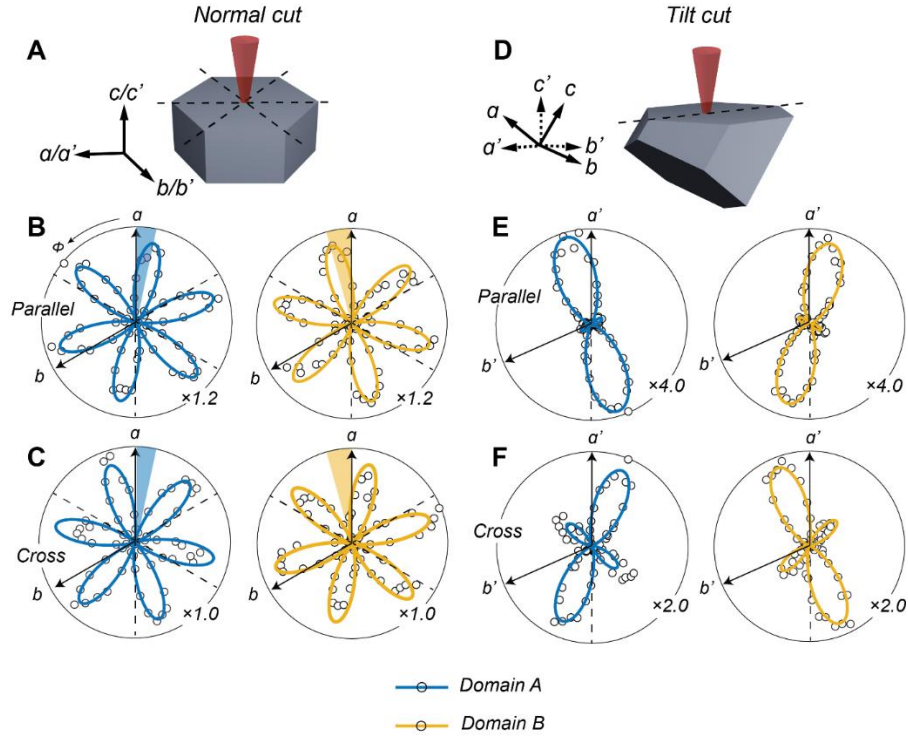 Normal cut
Tilt cut
A
c/c'
a/a'
b/b'
D
c'
c
a
a'
b'
b
B
Φ
a
Parallel
b
×1.2
a
b
×1.2
E
a'
Parallel
b'
×4.0
a'
b'
×4.0
C
a
Cross
b
×1.0
a
b
×1.0
F
a'
Cross
b'
×2.0
a'
b'
×2.0
Domain A
Domain B